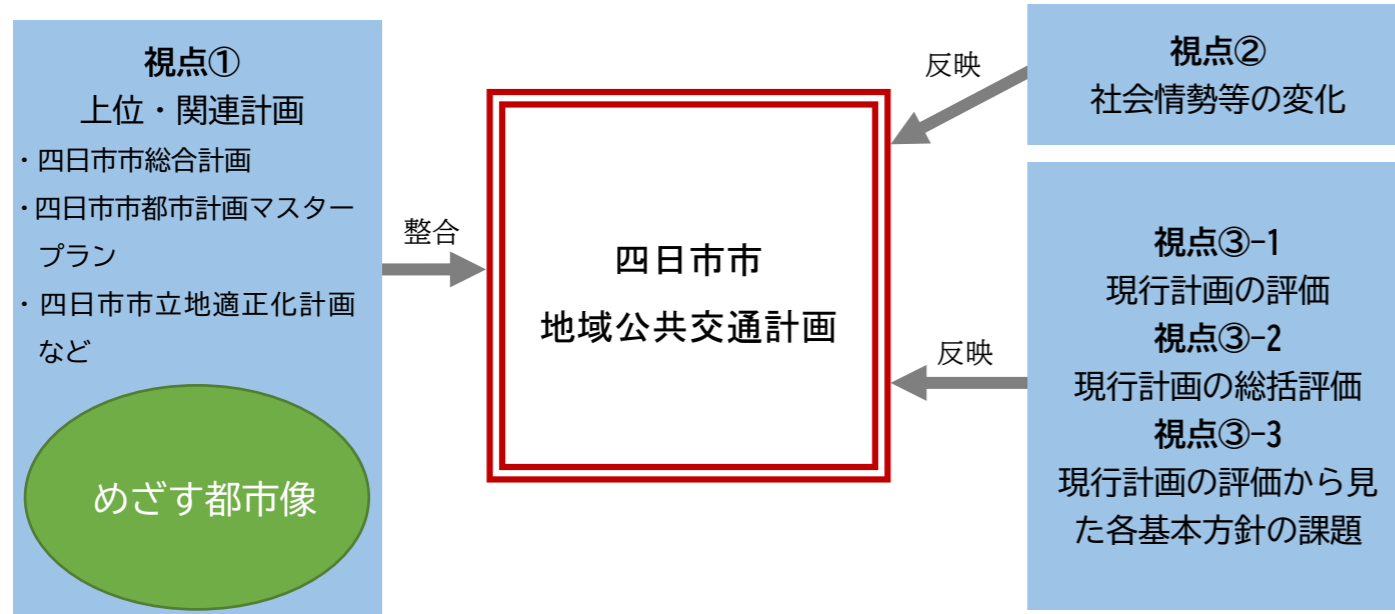 視点①
上位・関連計画
・四日市市総合計画
・四日市市都市計画マスター
プラン
・四日市市立地適正化計画
など
めざす都市像
整合
四日市市
地域公共交通計画
反映
視点②
社会情勢等の変化
反映
視点③-1
現行計画の評価
視点③-2
現行計画の総括評価
視点③-3
現行計画の評価から見
た各基本方針の課題